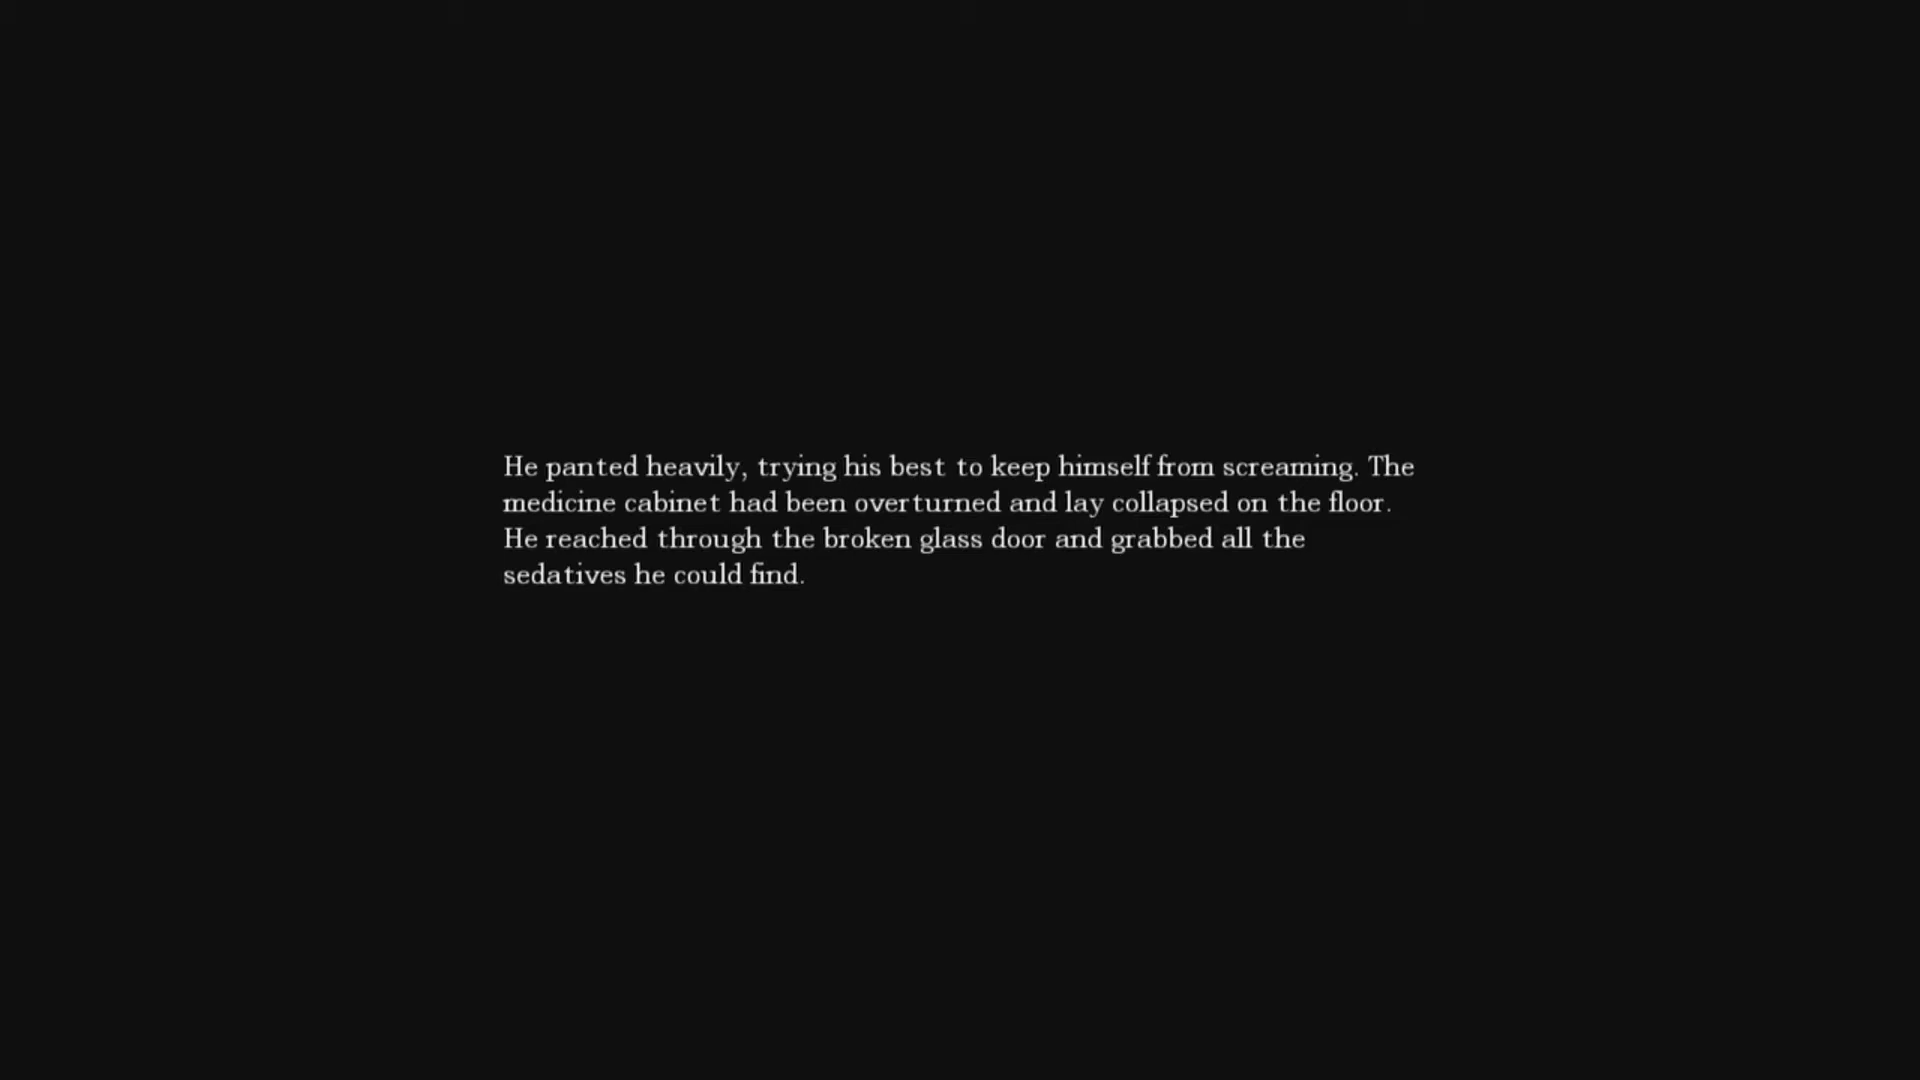 He panted heavily, trying his best to keep himself from screaming. The
medicine cabinet had been overturned and lay collapsed on the floor.
He reached through the broken glass door and grabbed all the
sedatives he could find.